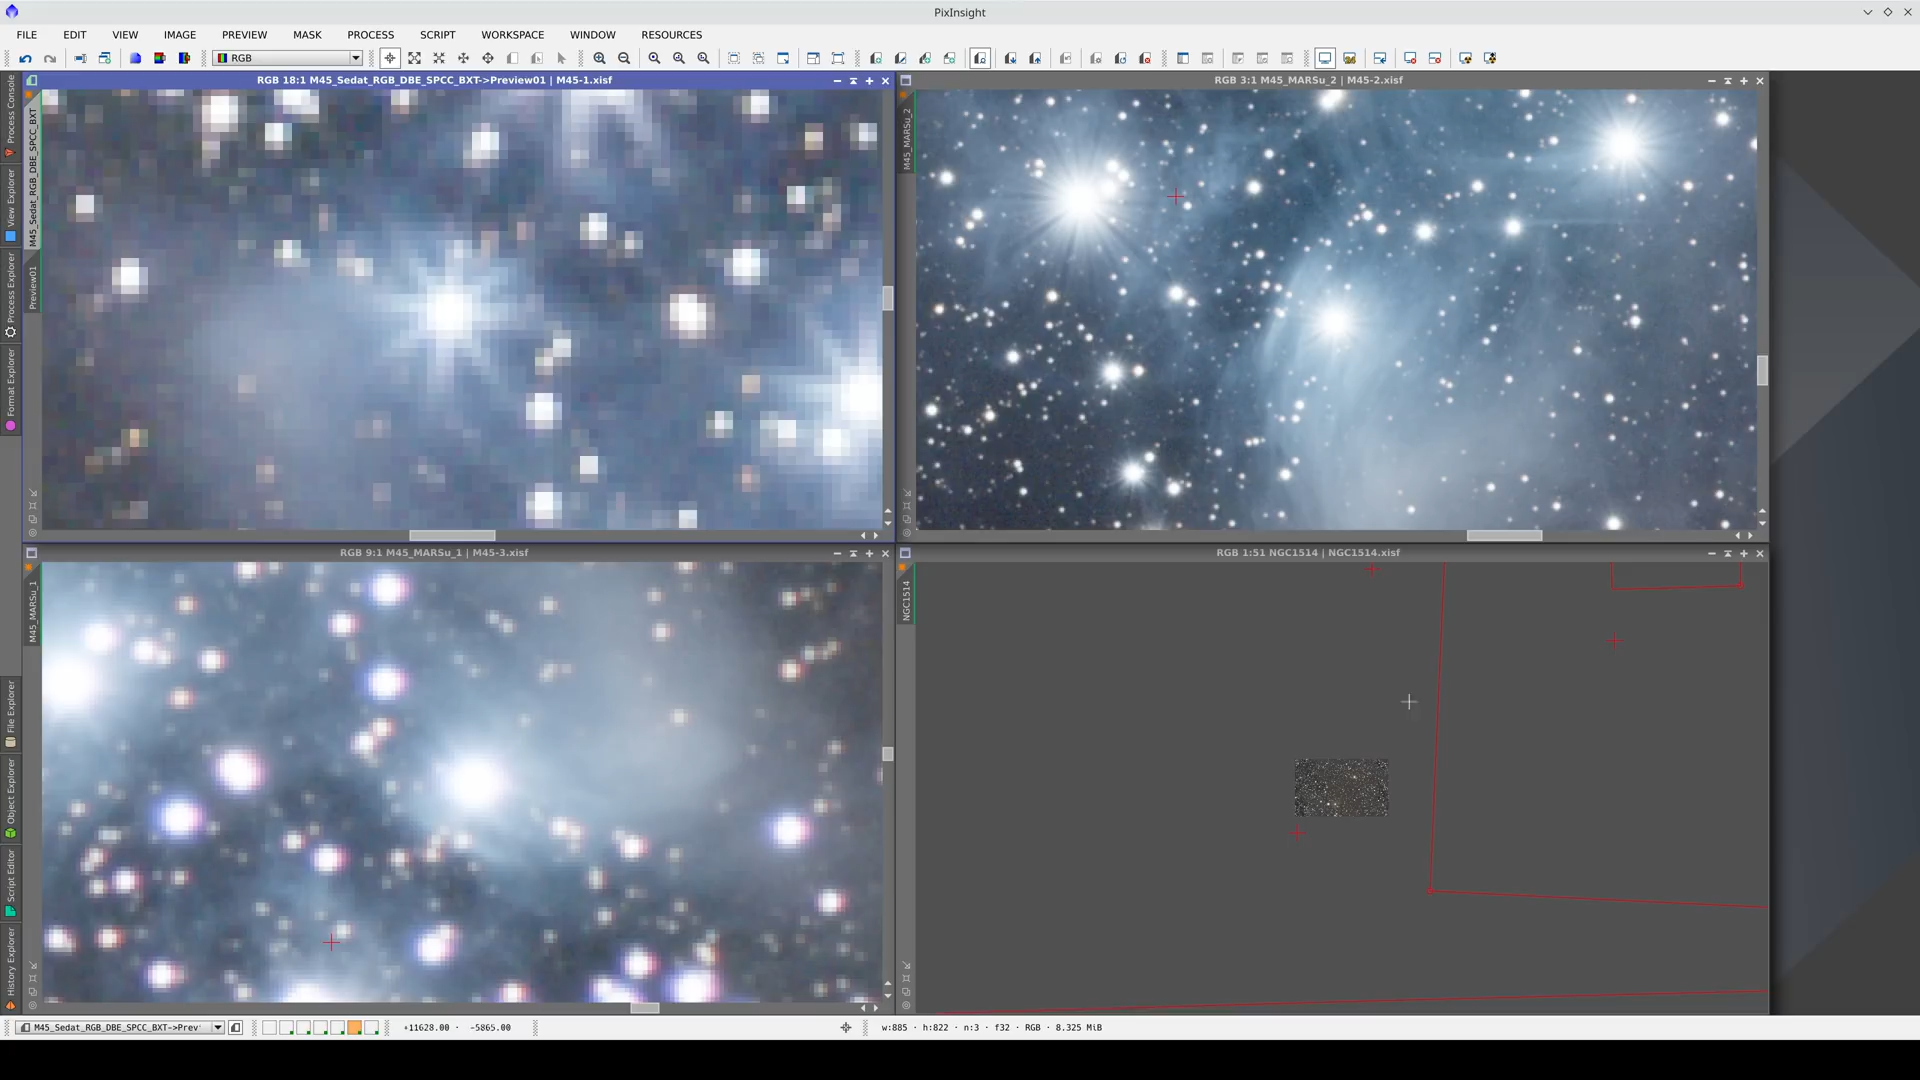 PixInsight
FILE EDIT VIEW IMAGE PREVIEW MASK PROCESS SCRIPT WORKSPACE WINDOW RESOURCES
RGB
RGB 18:1 M45_Sedat_RGB_DBE_SPCC_BXT->Preview01 | M45-1.xisf
RGB 3:1 M45_MARSu_2 | M45-2.xisf
Process Console
View Explorer
Process Explorer
Format Explorer
File Explorer
Object Explorer
Script Editor
History Explorer
M45_Sedat_RGB_DBE_SPCC_BXT
Preview01
M45_MARSu_2
RGB 9:1 M45_MARSu_1 | M45-3.xisf
RGB 1:51 NGC1514 | NGC1514.xisf
M45_MARSu_1
NGC1514
M45_Sedat_RGB_DBE_SPCC_BXT->Prev
+11628.00 · -5865.00
w:885 · h:822 · n:3 · f32 · RGB · 8.325 MiB